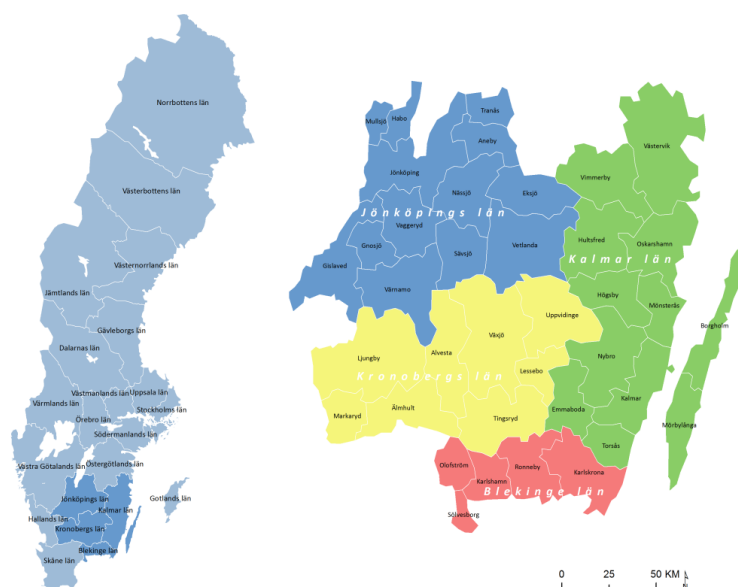 Norrbottens län
Västerbottens län
Västernorrlands län
Jämtlands län
Gävleborgs län
Dalarnas län
Västmanlands län
Uppsala län
Värmlands län
Stockholms län
Örebro län
Södermanlands län
Östergötlands län
Västra Götalands län
Jönköpings län
Gotlands län
Kalmar län
Hallands län
Kronobergs län
Blekinge län
Skåne län
Tranås
Mullsjö
Habo
Aneby
Västervik
Jönköping
Vimmerby
Nässjö
Eksjö
Jönköpings län
Veggeryd
Gnosjö
Hultsfred
Oskarshamn
Sävsjö
Vetlanda
Kalmar län
Gislaved
Värnamo
Högsby
Mönsterås
Uppvidinge
Borgholm
Växjö
Ljungby
Alvesta
Nybro
Lessebo
Kronobergs län
Kalmar
Älmhult
Emmaboda
Markaryd
Tingsryd
Mörbylånga
Torsås
Olofström
Ronneby
Karlskrona
Karlshamn
Blekinge län
Sölvesborg
0 25 50 KM
N